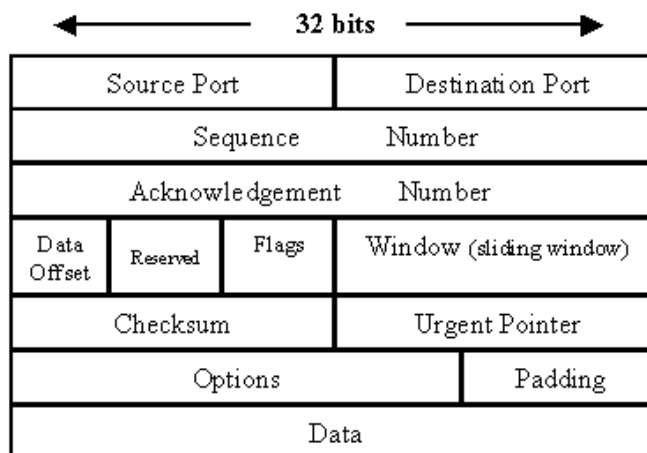 32 bits
Source Port
Destination Port
Sequence Number
Acknowledgement Number
Data
Offset
Reserved
Flags
Window (sliding window)
Checksum
Urgent Pointer
Options
Padding
Data